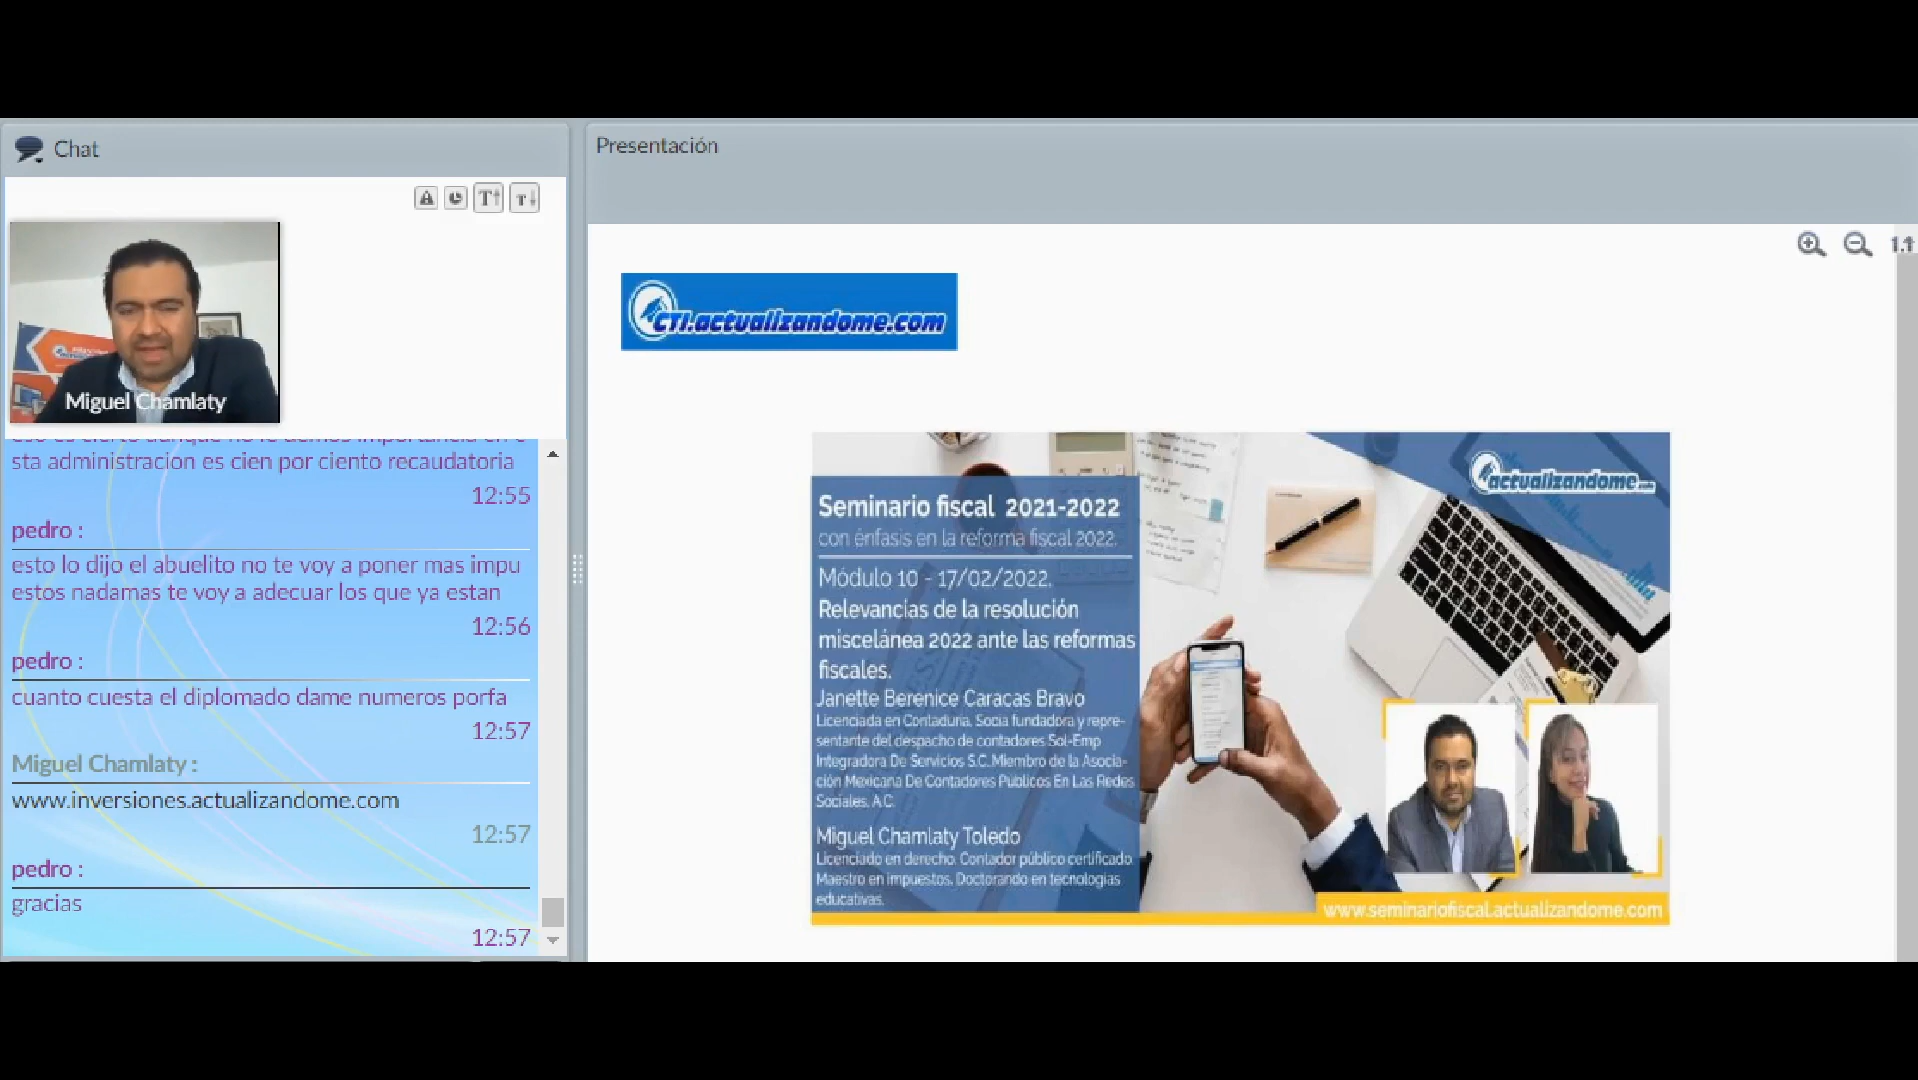 Chat
Miguel Chamlaty
sta administracion es cien por ciento recaudatoria
12:55
pedro :
esto lo dijo el abuelito no te voy a poner mas impu
estos nadamas te voy a adecuar los que ya estan
12:56
pedro :
cuanto cuesta el diplomado dame numeros porfa
12:57
Miguel Chamlaty :
www.inversiones.actualizandome.com
12:57
pedro :
gracias
12:57
Presentación
CTI.actualizandome.com
actualizandome.com
Seminario fiscal 2021-2022
con énfasis en la reforma fiscal 2022.
Módulo 10 - 17/02/2022.
Relevancias de la resolución
miscelánea 2022 ante las reformas
fiscales.
Janette Berenice Caracas Bravo
Licenciada en Contaduria. Socia fundadora y repre-
sentante del despacho de contadores Sol-Emp
Integradora De Servicios S.C..Miembro de la Asocia-
ción Mexicana De Contadores Públicos En Las Redes
Sociales, A.C.
Miguel Chamlaty Toledo
Licenciado en derecho. Contador público certificado
Maestro en impuestos. Doctorando en tecnologias
educativas.
www.seminariofiscal.actualizandome.com